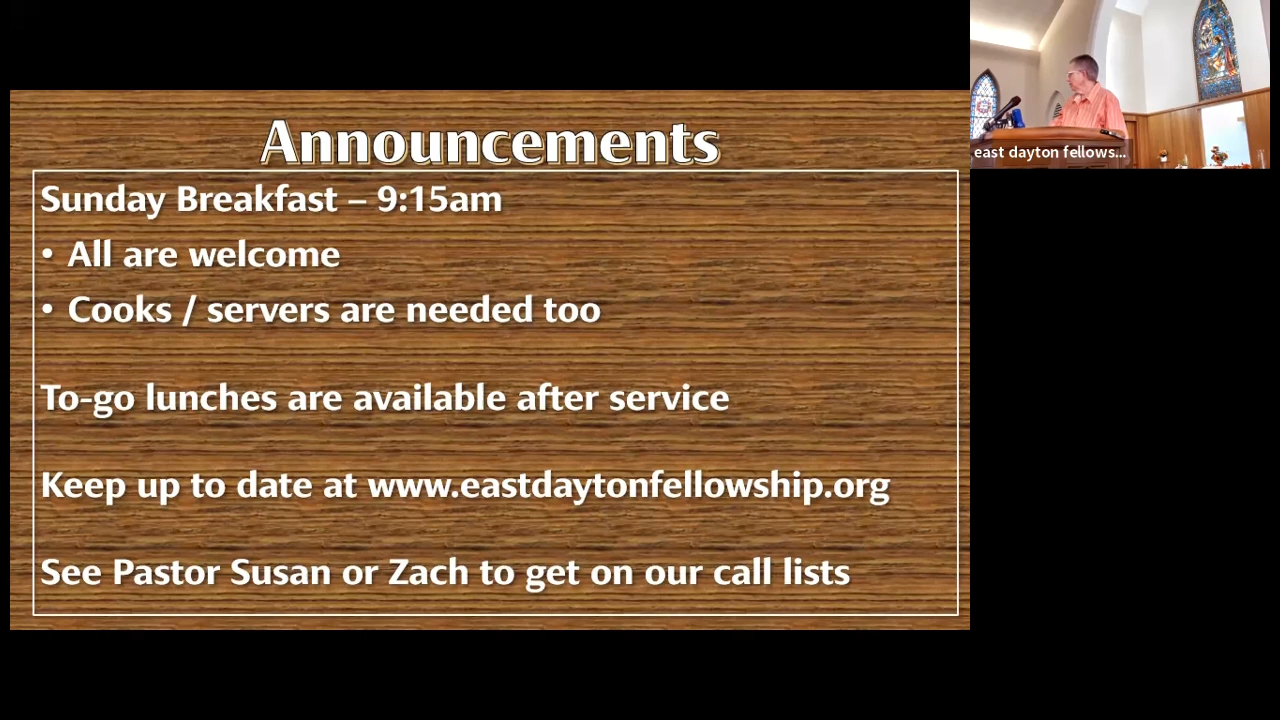 Announcements
Sunday Breakfast – 9:15am
• All are welcome
• Cooks / servers are needed too
To-go lunches are available after service
Keep up to date at www.eastdaytonfellowship.org
See Pastor Susan or Zach to get on our call lists
east dayton fellows...